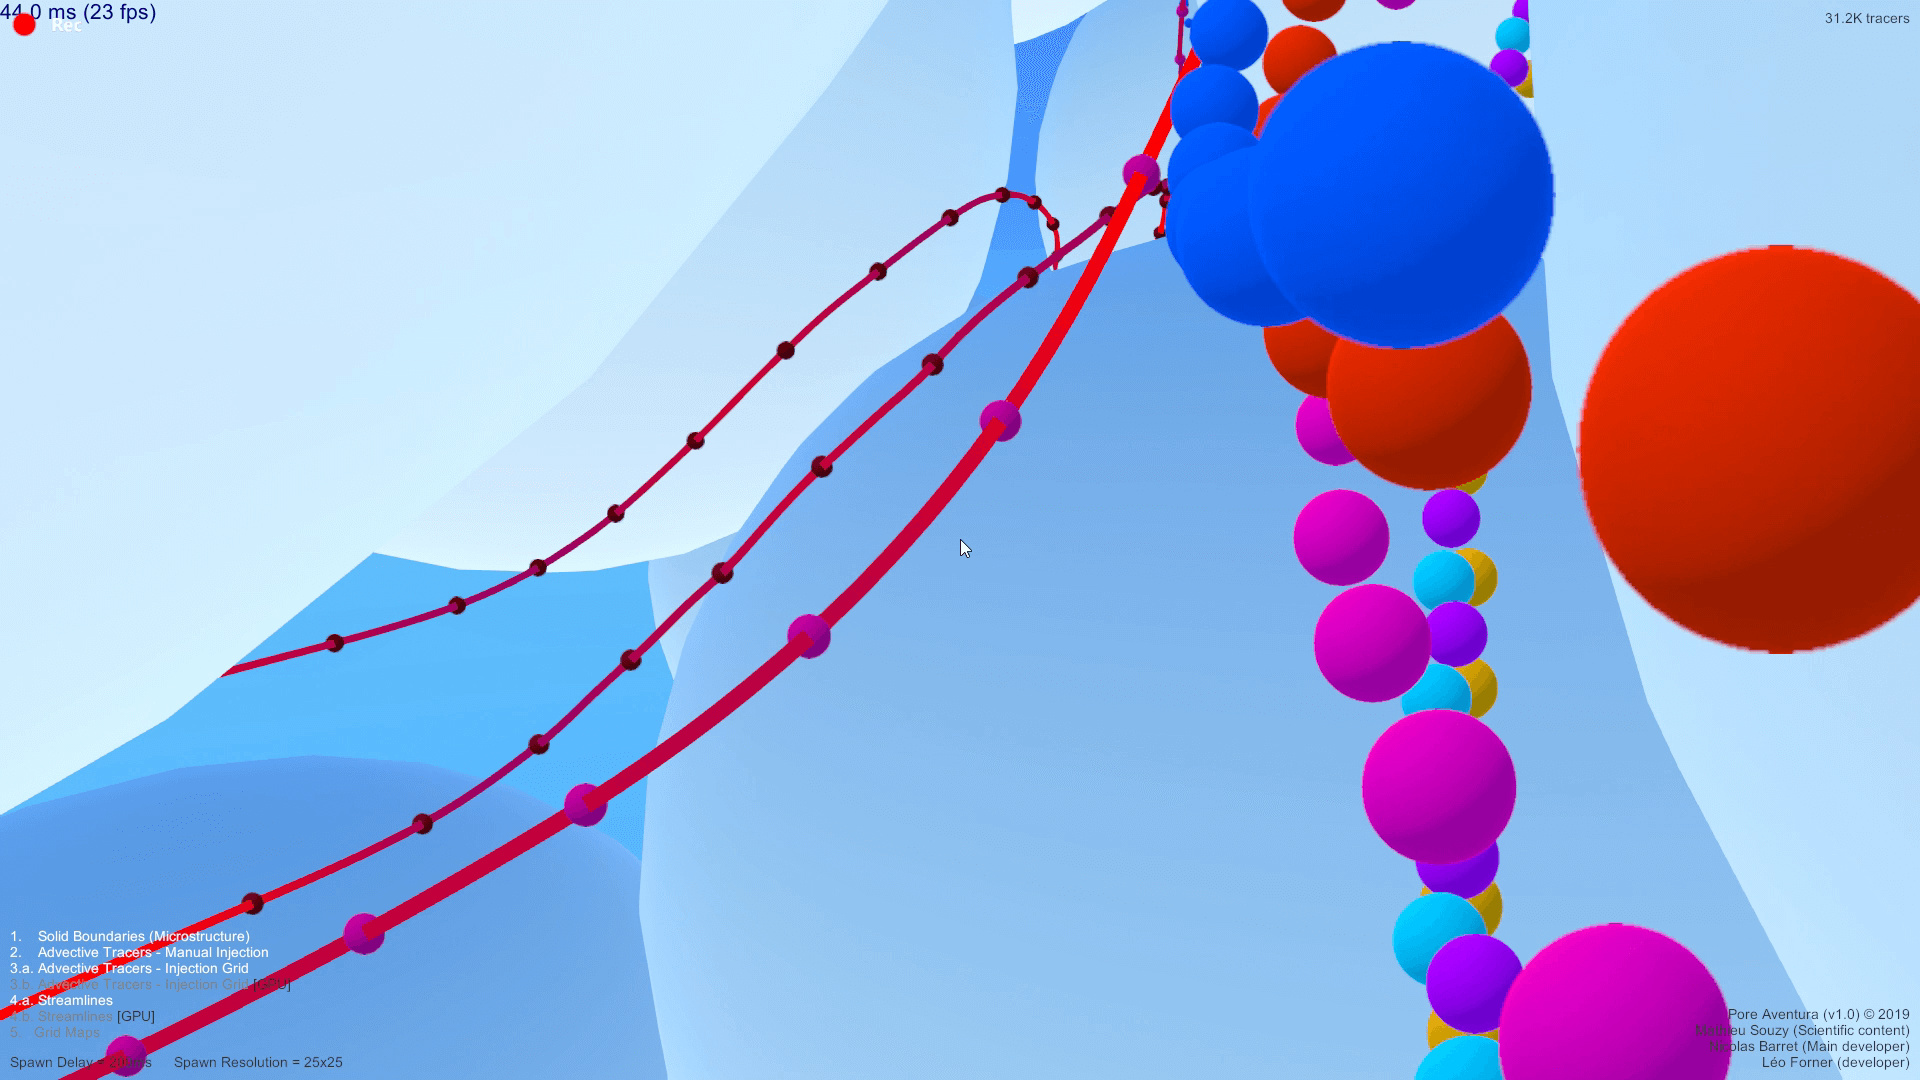 44.0 ms (23 fps)
Rec
31.2K tracers
1. Solid Boundaries (Microstructure)
2. Advective Tracers - Manual Injection
3.a. Advective Tracers - Injection Grid
3.b. Advective Tracers - Injection Grid [GPU]
4.a. Streamlines
4.b. Streamlines [GPU]
5. Grid Maps
Spawn Delay = Spawn Resolution = 25x25
Pore Aventura (v1.0) © 2019
Mathieu Souzy (Scientific content)
Nicolas Barret (Main developer)
Léo Forner (developer)